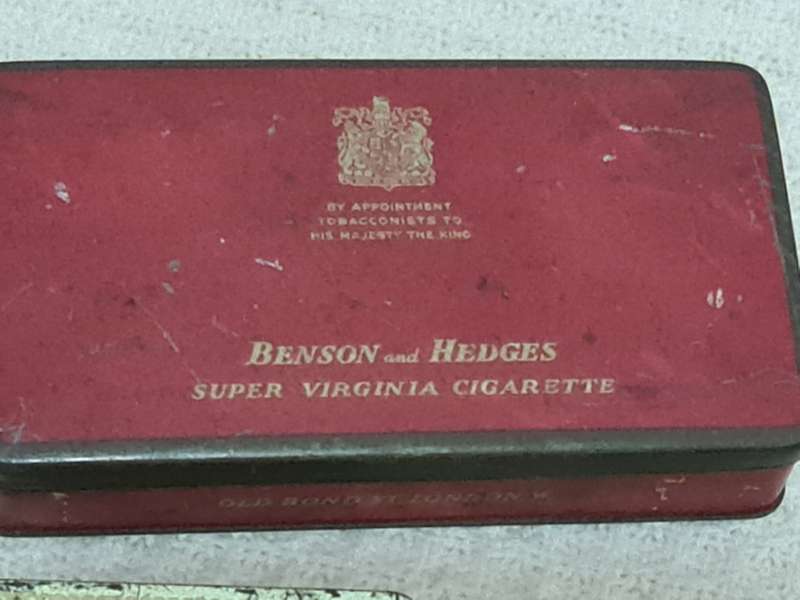 BY APPOINTMENT
TOBACCONISTS TO
HIS MAJESTY THE KING
BENSON and HEDGES
SUPER VIRGINIA CIGARETTE
OLD BOND ST. LONDON W.